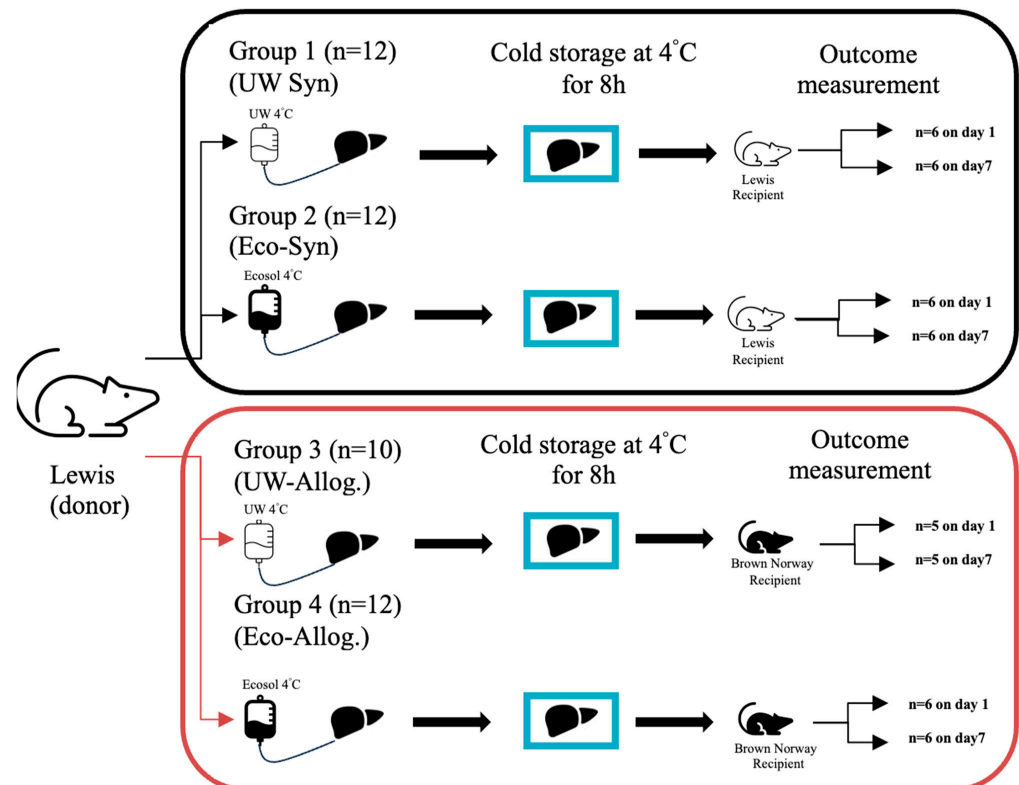 Group 1 (n=12)
(UW Syn)
Cold storage at 4°C
for 8h
Outcome
measurement
UW 4°C
n=6 on day 1
n=6 on day7
Lewis
Recipient
Group 2 (n=12)
(Eco-Syn)
Ecosol 4°C
n=6 on day 1
n=6 on day7
Lewis
Recipient
Lewis
(donor)
Group 3 (n=10)
(UW-Allog.)
Cold storage at 4°C
for 8h
Outcome
measurement
UW 4°C
n=5 on day 1
n=5 on day7
Brown Norway
Recipient
Group 4 (n=12)
(Eco-Allog.)
Ecosol 4°C
n=6 on day 1
n=6 on day7
Brown Norway
Recipient